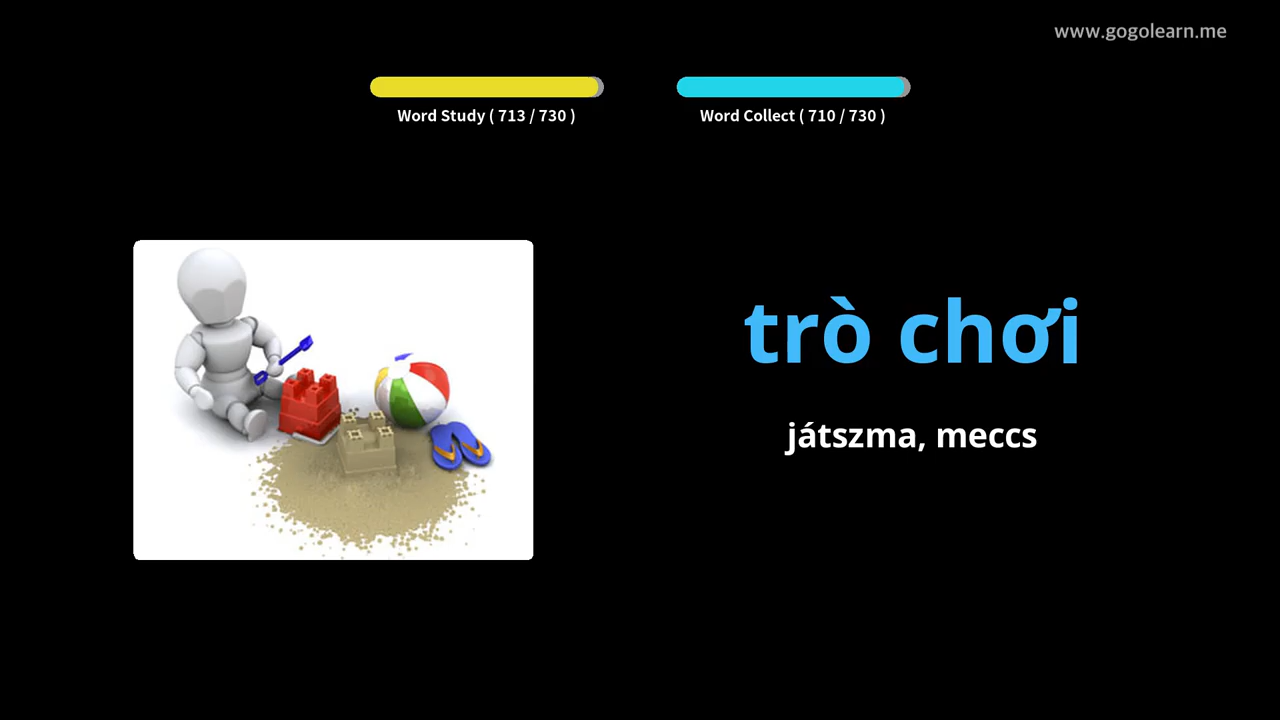 www.gogolearn.me
Word Study ( 713 / 730 )
Word Collect ( 710 / 730 )
trò chơi
játszma, meccs